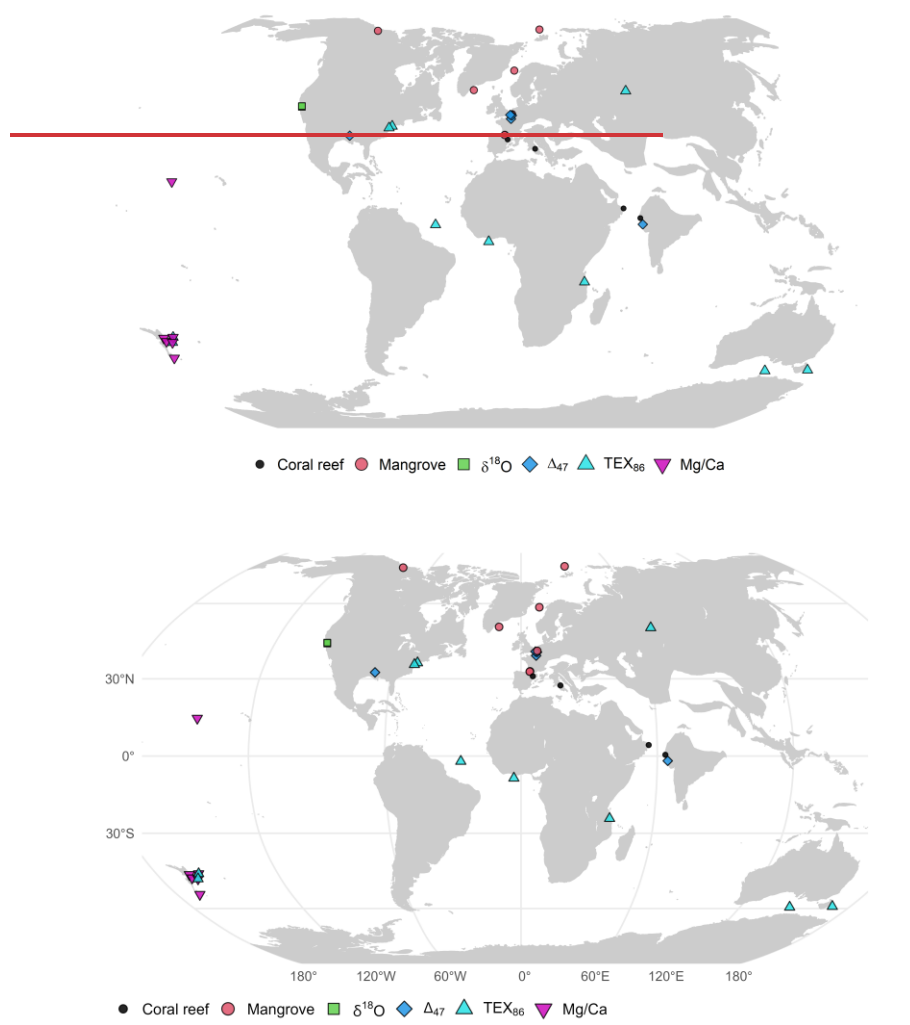 Coral reef Mangrove δ¹⁸O Δ₄₇ TEX₈₆ Mg/Ca
30°N
0°
30°S
180° 120°W 60°W 0° 60°E 120°E 180°
Coral reef Mangrove δ¹⁸O Δ₄₇ TEX₈₆ Mg/Ca